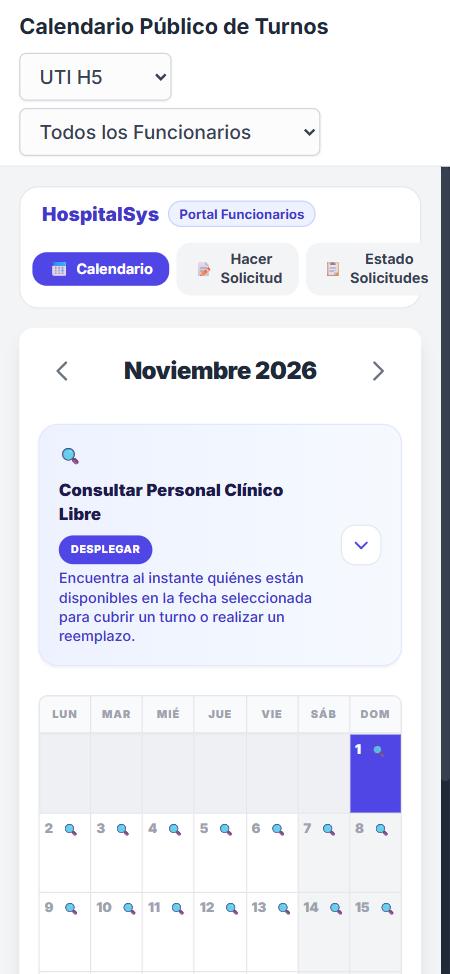 Calendario Público de Turnos
UTI H5
Todos los Funcionarios
HospitalSys Portal Funcionarios
Calendario
Hacer
Solicitud
Estado
Solicitudes
Noviembre 2026
Consultar Personal Clínico
Libre
DESPLEGAR
Encuentra al instante quiénes están
disponibles en la fecha seleccionada
para cubrir un turno o realizar un
reemplazo.
LUN MAR MIÉ JUE VIE SÁB DOM
1
2 3 4 5 6 7 8
9 10 11 12 13 14 15